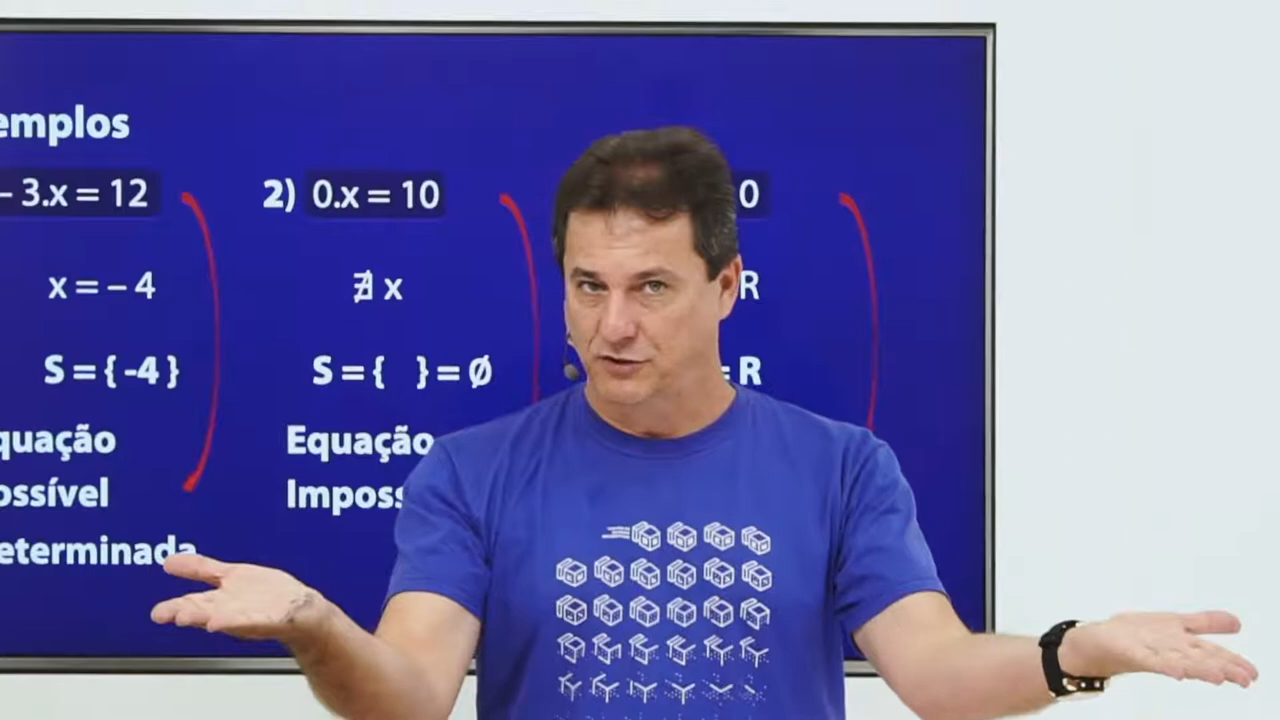 emplos
– 3.x = 12
x = – 4
S = { -4 }
quação
ossível
eterminada
2) 0.x = 10
∄ x
S = {   } = Ø
Equação
Imposs
0
R
= R